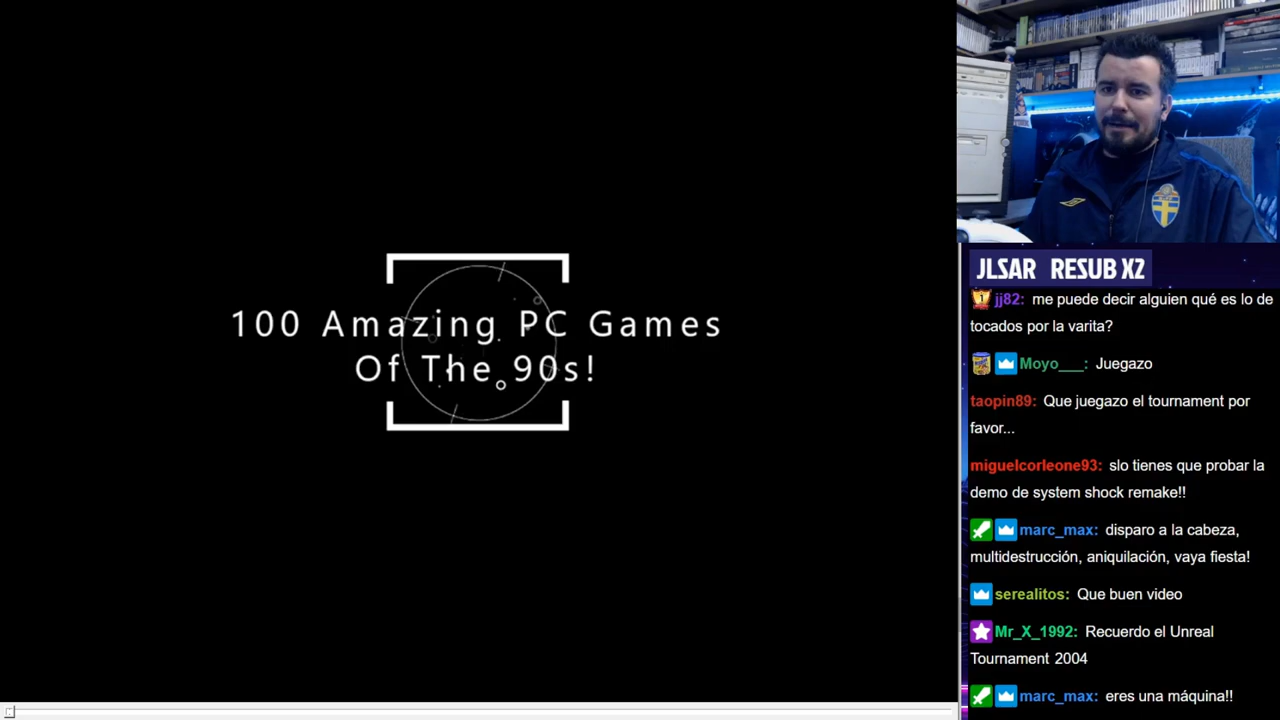 100 Amazing PC Games
Of The 90s!
JLSAR RESUB X2
jj82: me puede decir alguien qué es lo de
tocados por la varita?
Moyo___: Juegazo
taopin89: Que juegazo el tournament por
favor...
miguelcorleone93: slo tienes que probar la
demo de system shock remake!!
marc_max: disparo a la cabeza,
multidestrucción, aniquilación, vaya fiesta!
serealitos: Que buen video
Mr_X_1992: Recuerdo el Unreal
Tournament 2004
marc_max: eres una máquina!!